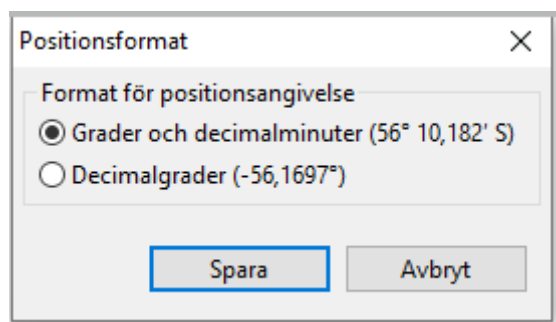 Positionsformat
Format för positionsangivelse
Grader och decimalminuter (56° 10,182' S)
Decimalgrader (-56,1697°)
Spara Avbryt